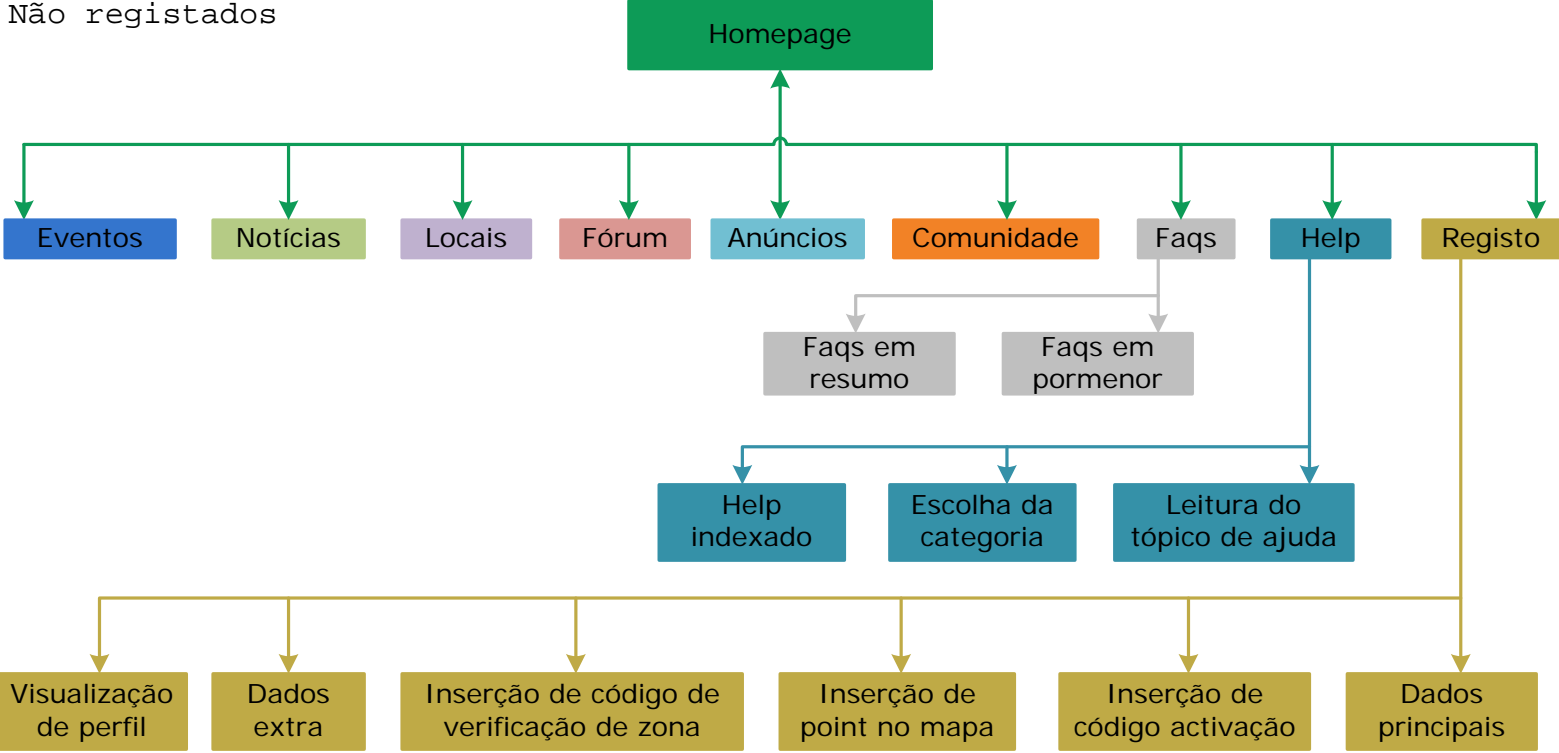 Não registados
Homepage
Eventos
Notícias
Locais
Fórum
Anúncios
Comunidade
Faqs
Help
Registo
Faqs em
resumo
Faqs em
pormenor
Help
indexado
Escolha da
categoria
Leitura do
tópico de ajuda
Visualização
de perfil
Dados
extra
Inserção de código de
verificação de zona
Inserção de
point no mapa
Inserção de
código activação
Dados
principais